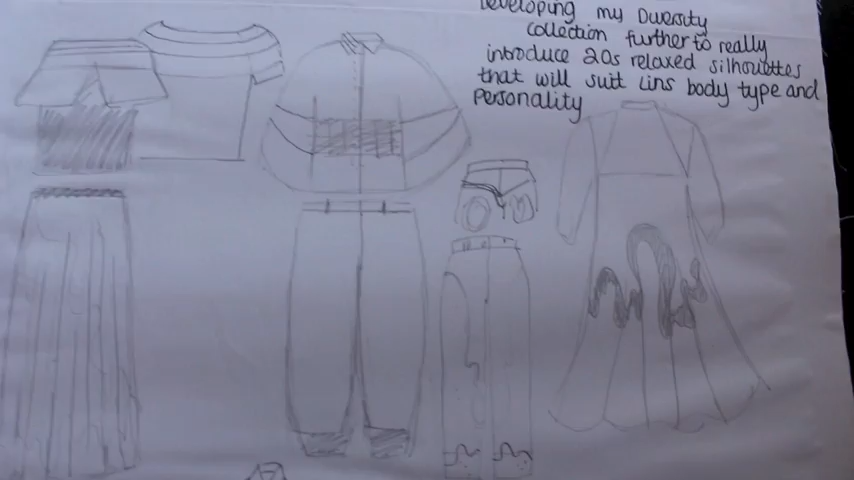 Developing my Diversity
collection further to really
introduce 20s relaxed silhouettes
that will suit Lins body type and
Personality